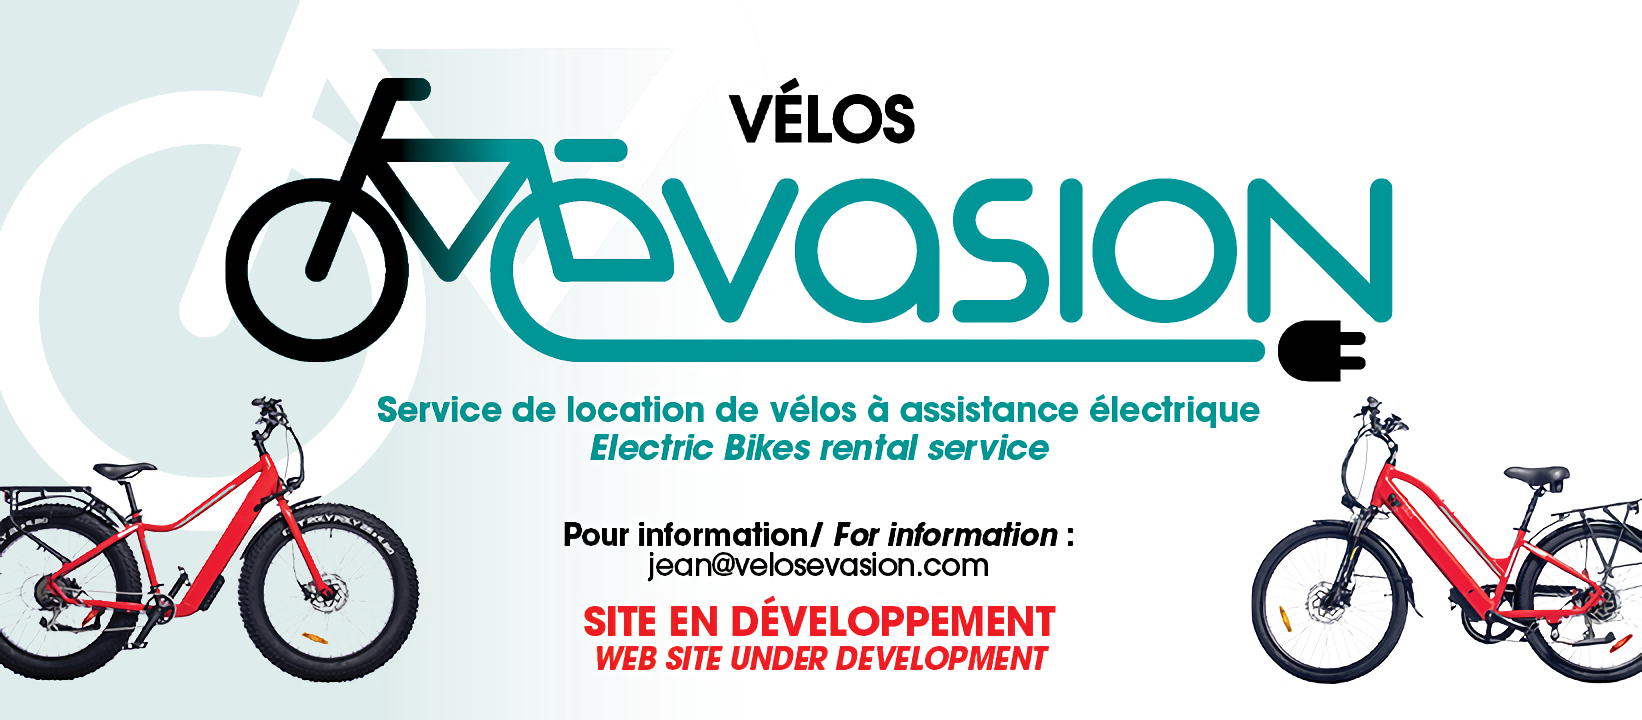 VÉLOS
évasion
Service de location de vélos à assistance électrique
Electric Bikes rental service
Pour information/ For information :
jean@velosevasion.com
SITE EN DÉVELOPPEMENT
WEB SITE UNDER DEVELOPMENT